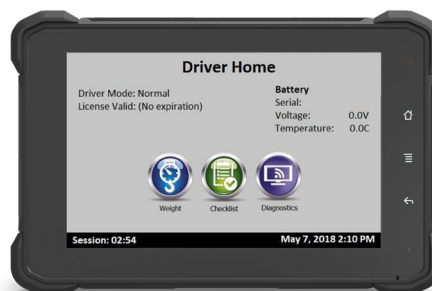 Driver Home
Driver Mode: Normal
License Valid: (No expiration)
Battery
Serial:
Voltage: 0.0V
Temperature: 0.0C
Weight
Checklist
Diagnostics
Session: 02:54
May 7, 2018 2:10 PM